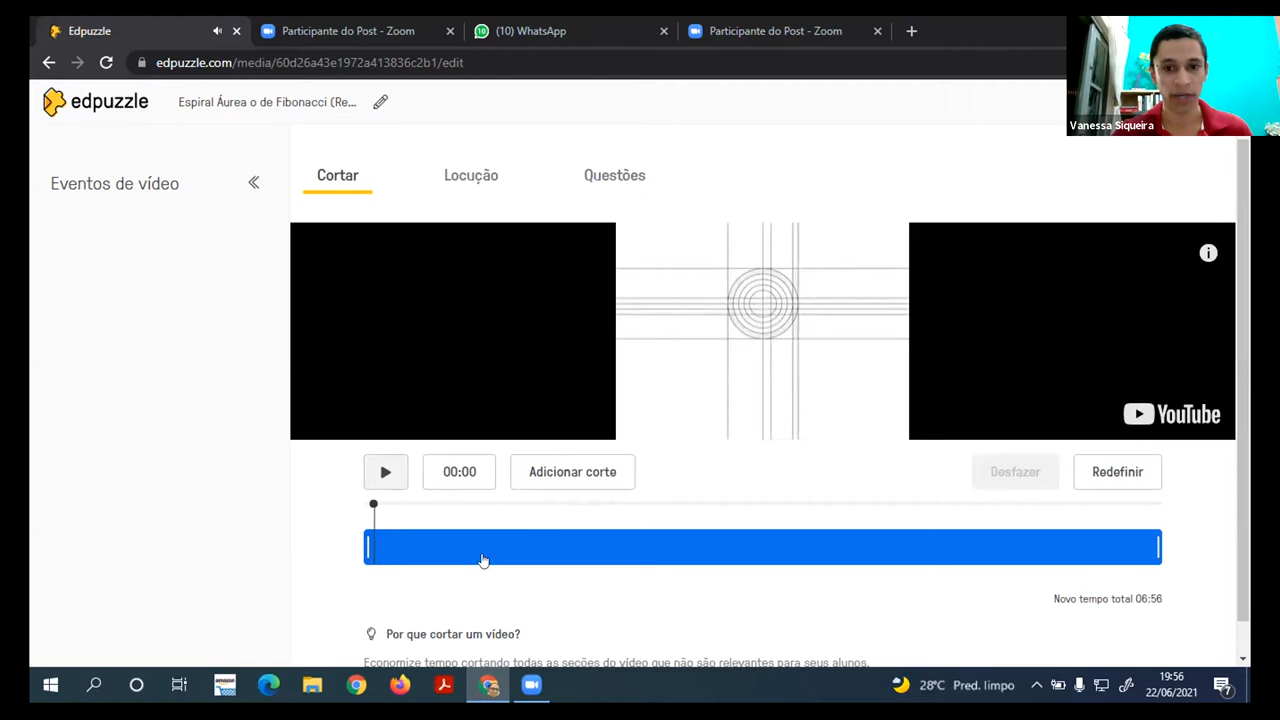 Edpuzzle
Participante do Post - Zoom
(10) WhatsApp
Participante do Post - Zoom
edpuzzle.com/media/60d26a43e1972a413836c2b1/edit
edpuzzle
Espiral Áurea o de Fibonacci (Re...
Vanessa Siqueira
Eventos de vídeo
Cortar
Locução
Questões
YouTube
00:00
Adicionar corte
Desfazer
Redefinir
Novo tempo total 06:56
Por que cortar um vídeo?
Economize tempo cortando todas as seções do vídeo que não são relevantes para seus alunos.
amazon
28°C Pred. limpo
19:56
22/06/2021
7